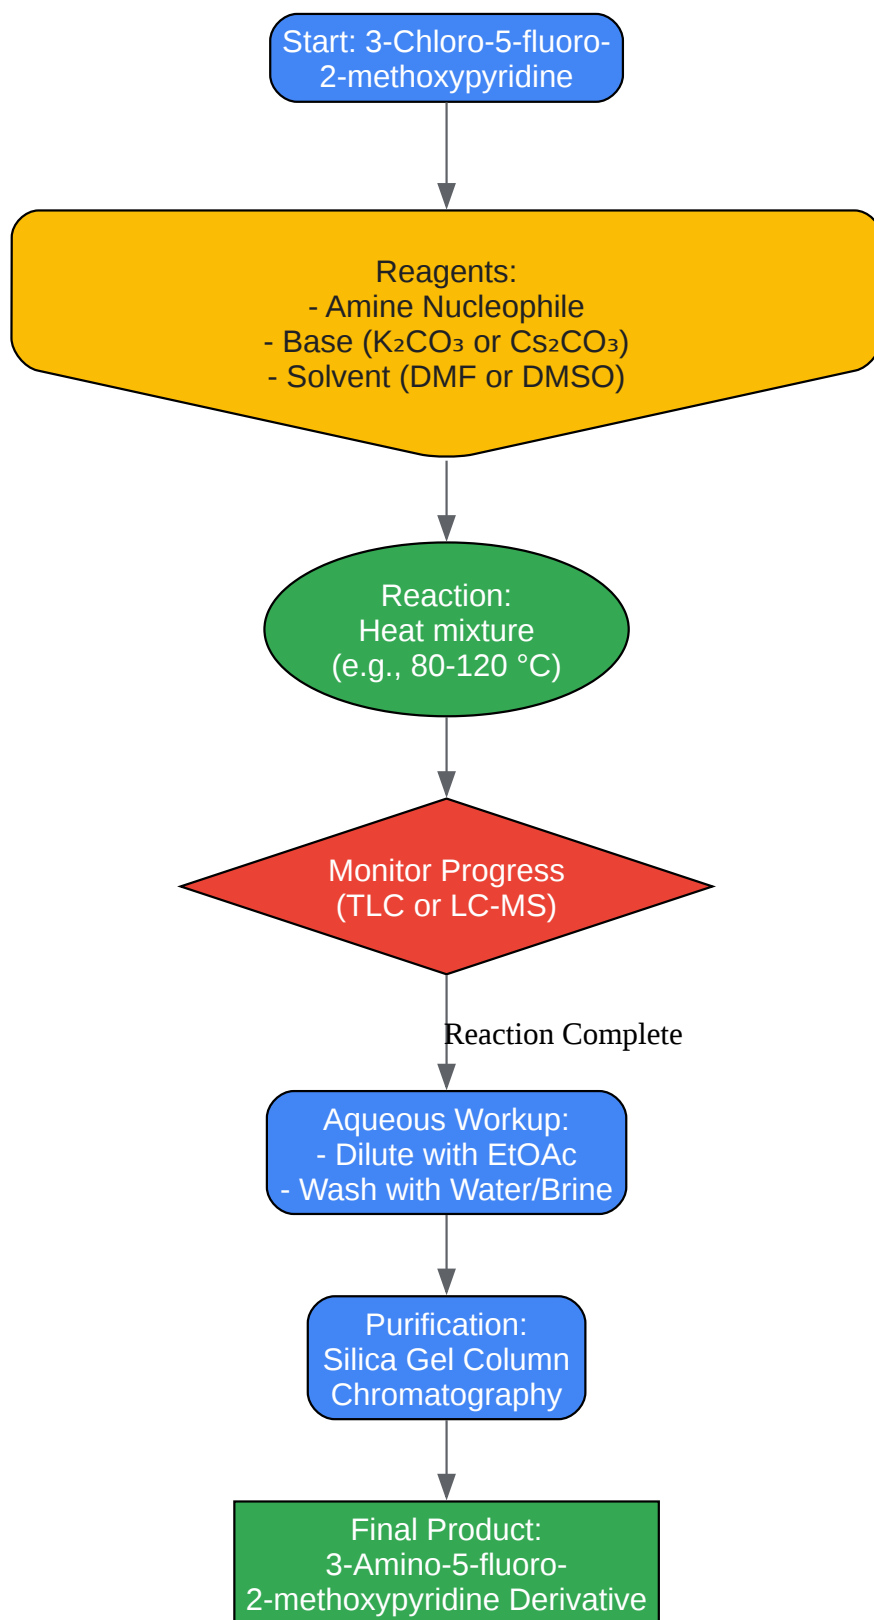 Start: 3-Chloro-5-fluoro-
2-methoxypyridine
Reagents:
- Amine Nucleophile
- Base (K₂CO₃ or Cs₂CO₃)
- Solvent (DMF or DMSO)
Reaction:
Heat mixture
(e.g., 80-120 °C)
Monitor Progress
(TLC or LC-MS)
Reaction Complete
Aqueous Workup:
- Dilute with EtOAc
- Wash with Water/Brine
Purification:
Silica Gel Column
Chromatography
Final Product:
3-Amino-5-fluoro-
2-methoxypyridine Derivative